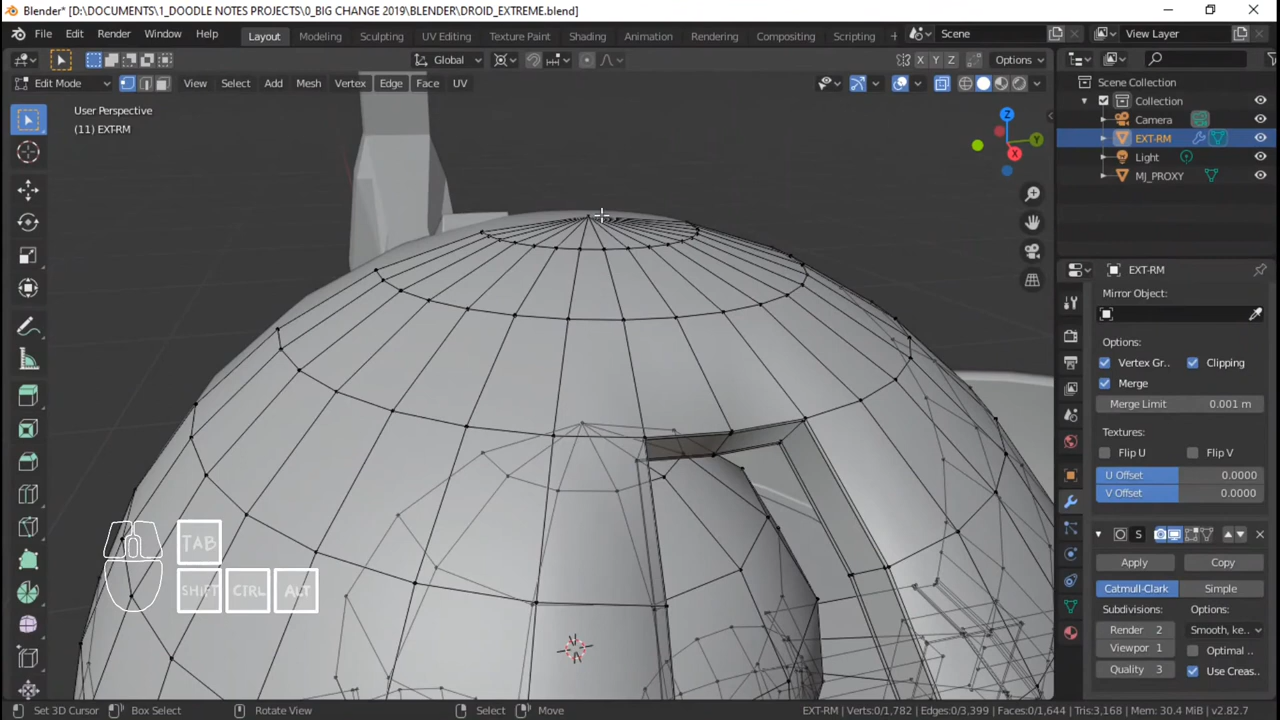 Blender* [D:\DOCUMENTS\1_DOODLE NOTES PROJECTS\0_BIG CHANGE 2019\BLENDER\DROID_EXTREME.blend]
File Edit Render Window Help Layout Modeling Sculpting UV Editing Texture Paint Shading Animation Rendering Compositing Scripting + Scene View Layer
Global X Y Z Options
Edit Mode View Select Add Mesh Vertex Edge Face UV
User Perspective
(11) EXT-RM
Z
Y
X
Scene Collection
Collection
Camera
EXT-RM
Light
MJ_PROXY
EXT-RM
Mirror Object:
Options:
Vertex Gr.. Clipping
Merge
Merge Limit 0.001 m
Textures:
Flip U Flip V
U Offset 0.0000
V Offset 0.0000
S
Apply Copy
Catmull-Clark Simple
Subdivisions: Options:
Render 2 Smooth, ke...
Viewpor 1 Optimal ..
Quality 3 Use Creas..
TAB
SHIFT CTRL ALT
Set 3D Cursor Box Select Rotate View Select Move EXT-RM | Verts:0/1,782 | Edges:0/3,399 | Faces:0/1,644 | Tris:3,168 | Mem: 30.4 MiB | v2.82.7